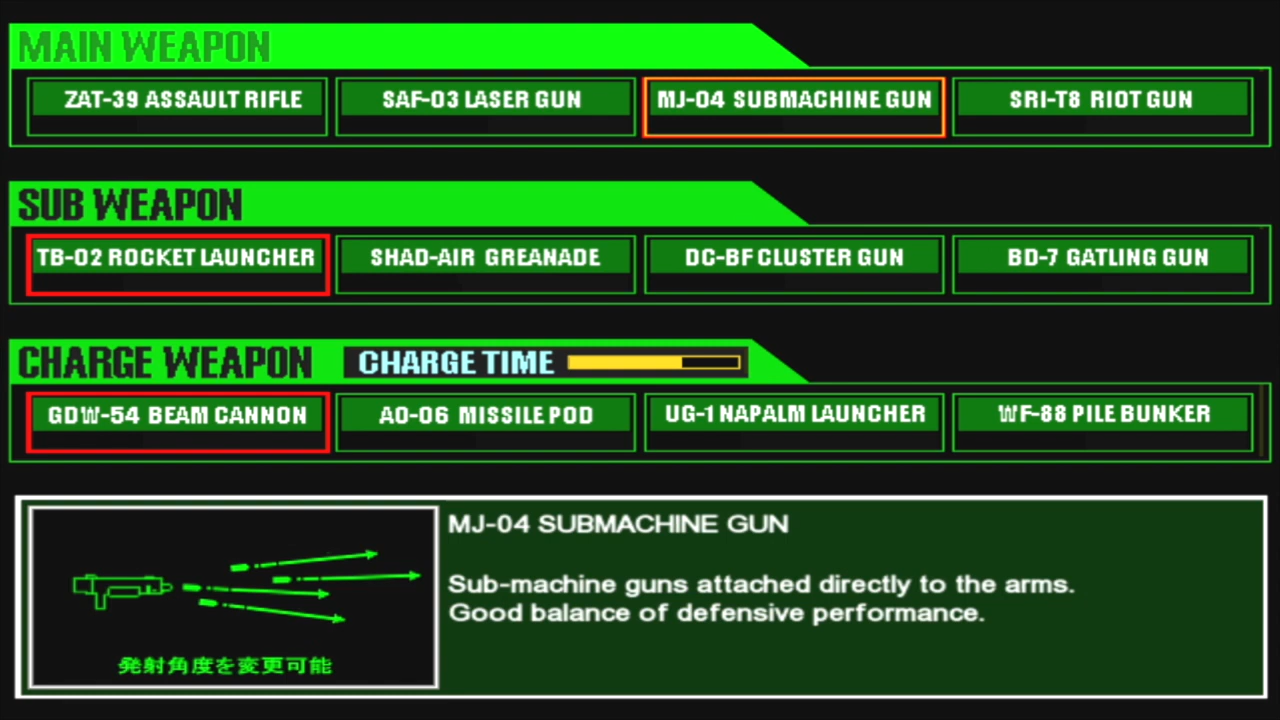 MAIN WEAPON
ZAT-39 ASSAULT RIFLE SAF-03 LASER GUN MJ-04 SUBMACHINE GUN SRI-T8 RIOT GUN
SUB WEAPON
TB-02 ROCKET LAUNCHER SHAD-AIR GREANADE DC-BF CLUSTER GUN BD-7 GATLING GUN
CHARGE WEAPON CHARGE TIME
GDW-54 BEAM CANNON AO-06 MISSILE POD UG-1 NAPALM LAUNCHER WF-88 PILE BUNKER
MJ-04 SUBMACHINE GUN
Sub-machine guns attached directly to the arms.
Good balance of defensive performance.
発射角度を変更可能